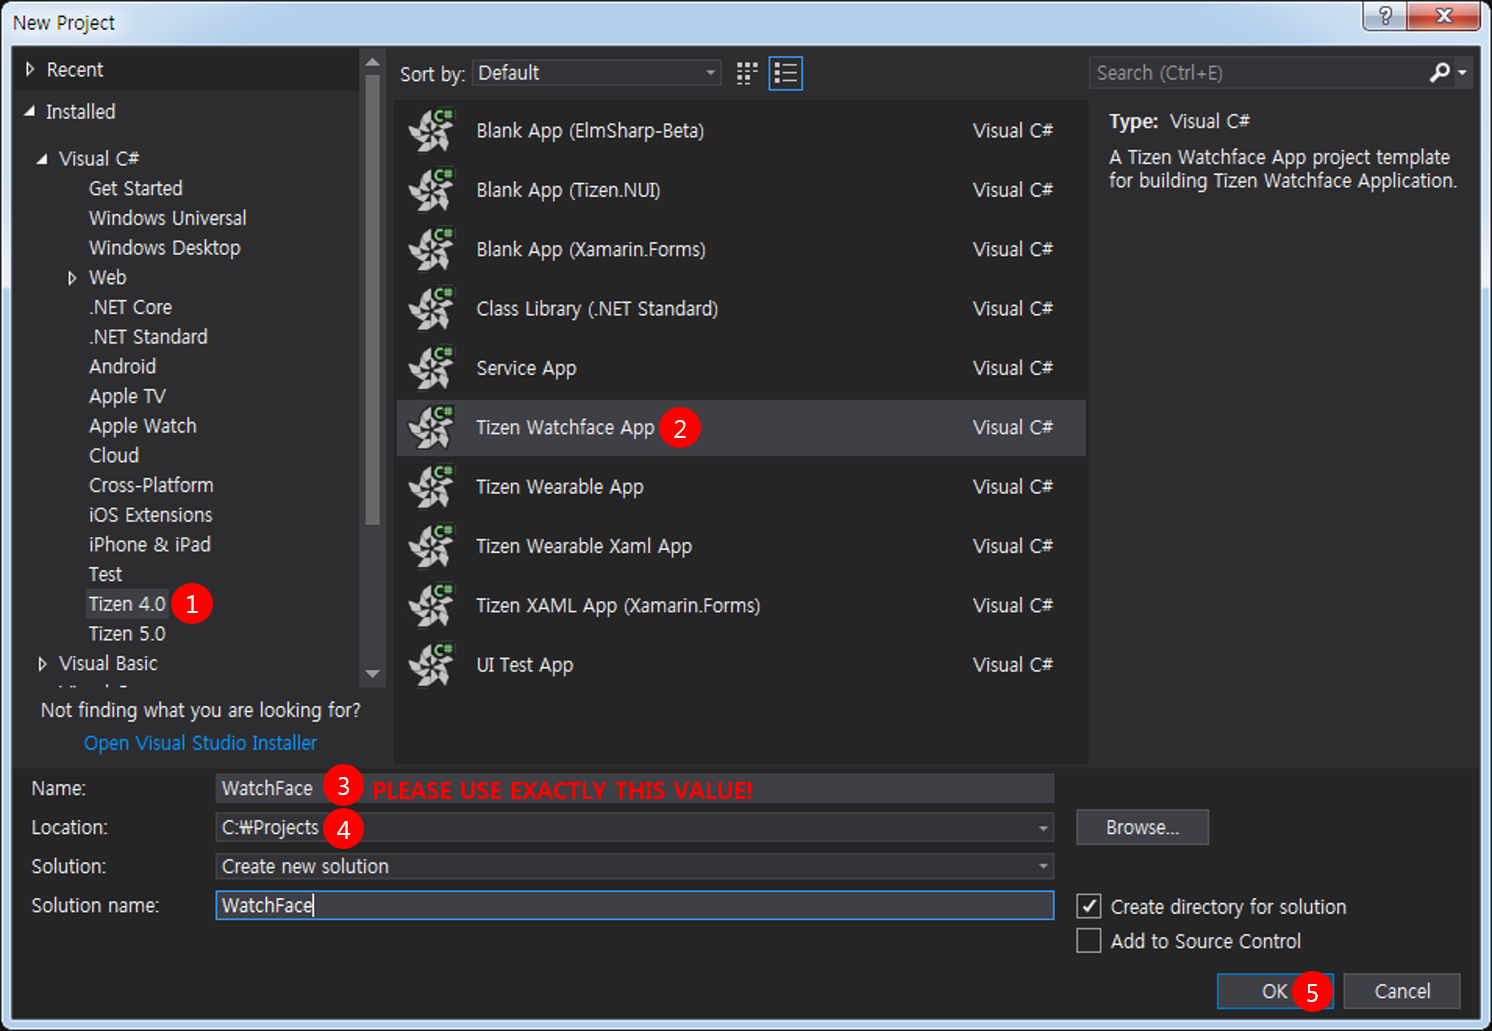 New Project
?
Recent
Installed
Visual C#
Get Started
Windows Universal
Windows Desktop
Web
.NET Core
.NET Standard
Android
Apple TV
Apple Watch
Cloud
Cross-Platform
iOS Extensions
iPhone & iPad
Test
Tizen 4.0 1
Tizen 5.0
Visual Basic
Not finding what you are looking for?
Open Visual Studio Installer
Sort by: Default
Blank App (ElmSharp-Beta) Visual C#
Blank App (Tizen.NUI) Visual C#
Blank App (Xamarin.Forms) Visual C#
Class Library (.NET Standard) Visual C#
Service App Visual C#
Tizen Watchface App 2 Visual C#
Tizen Wearable App Visual C#
Tizen Wearable Xaml App Visual C#
Tizen XAML App (Xamarin.Forms) Visual C#
UI Test App Visual C#
Search (Ctrl+E)
Type: Visual C#
A Tizen Watchface App project template
for building Tizen Watchface Application.
Name: WatchFace 3 PLEASE USE EXACTLY THIS VALUE!
Location: C:₩Projects 4 Browse...
Solution: Create new solution
Solution name: WatchFace
Create directory for solution
Add to Source Control
OK 5 Cancel